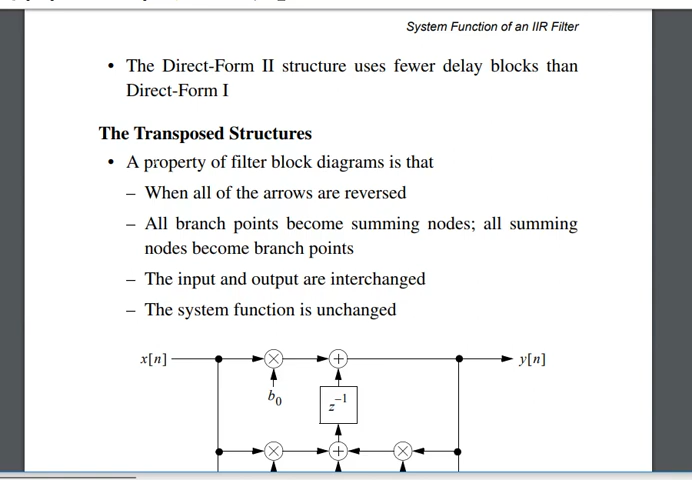 System Function of an IIR Filter
• The Direct-Form II structure uses fewer delay blocks than
Direct-Form I
The Transposed Structures
• A property of filter block diagrams is that
– When all of the arrows are reversed
– All branch points become summing nodes; all summing
nodes become branch points
– The input and output are interchanged
– The system function is unchanged
x[n] × + y[n]
b₀ z⁻¹
× + ×